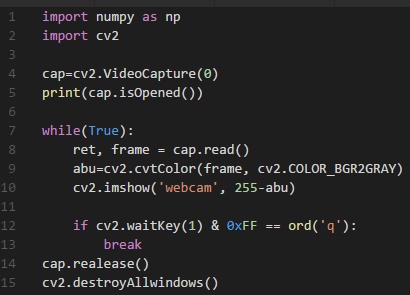 1 import numpy as np
2 import cv2
3
4 cap=cv2.VideoCapture(0)
5 print(cap.isOpened())
6
7 while(True):
8     ret, frame = cap.read()
9     abu=cv2.cvtColor(frame, cv2.COLOR_BGR2GRAY)
10     cv2.imshow('webcam', 255-abu)
11
12     if cv2.waitKey(1) & 0xFF == ord('q'):
13         break
14 cap.realease()
15 cv2.destroyAllwindows()